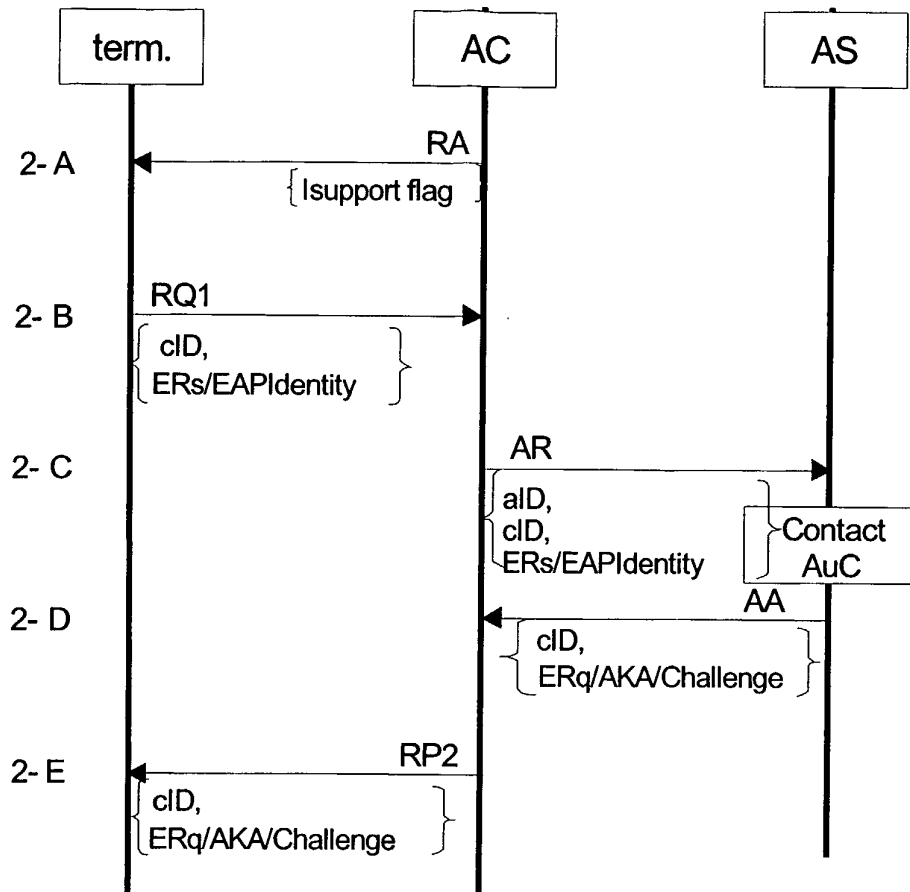 term.
AC
AS
2- A
RA
Isupport flag
2- B
RQ1
cID,
ERs/EAPIdentity
2- C
AR
aID,
cID,
ERs/EAPIdentity
Contact
AuC
2- D
AA
cID,
ERq/AKA/Challenge
2- E
RP2
cID,
ERq/AKA/Challenge